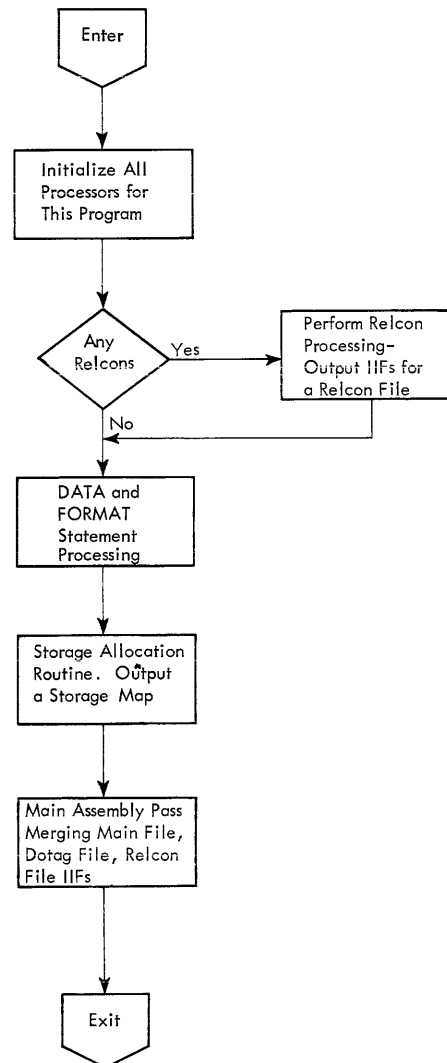 Enter
Initialize All
Processors for
This Program
Any
Relcons
Yes
Perform Relcon
Processing–
Output IIFs for
a Relcon File
No
DATA and
FORMAT
Statement
Processing
Storage Allocation
Routine. Output
a Storage Map
Main Assembly Pass
Merging Main File,
Dotag File, Relcon
File IIFs
Exit